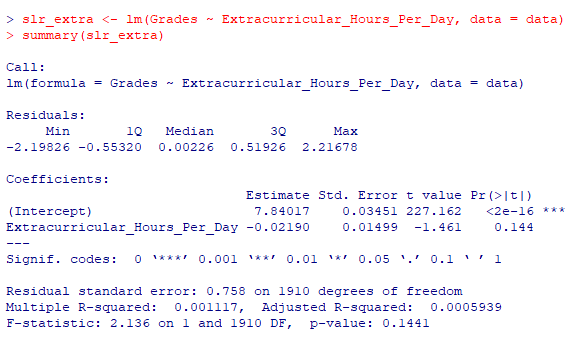 > slr_extra <- lm(Grades ~ Extracurricular_Hours_Per_Day, data = data)
> summary(slr_extra)
Call:
lm(formula = Grades ~ Extracurricular_Hours_Per_Day, data = data)
Residuals:
     Min       1Q   Median       3Q      Max
-2.19826 -0.55320  0.00226  0.51926  2.21678
Coefficients:
                              Estimate Std. Error t value Pr(>|t|)
(Intercept)                    7.84017    0.03451 227.162   <2e-16 ***
Extracurricular_Hours_Per_Day -0.02190    0.01499  -1.461    0.144
---
Signif. codes:  0 ‘***’ 0.001 ‘**’ 0.01 ‘*’ 0.05 ‘.’ 0.1 ‘ ’ 1
Residual standard error: 0.758 on 1910 degrees of freedom
Multiple R-squared:  0.001117,	Adjusted R-squared:  0.0005939
F-statistic: 2.136 on 1 and 1910 DF,  p-value: 0.1441